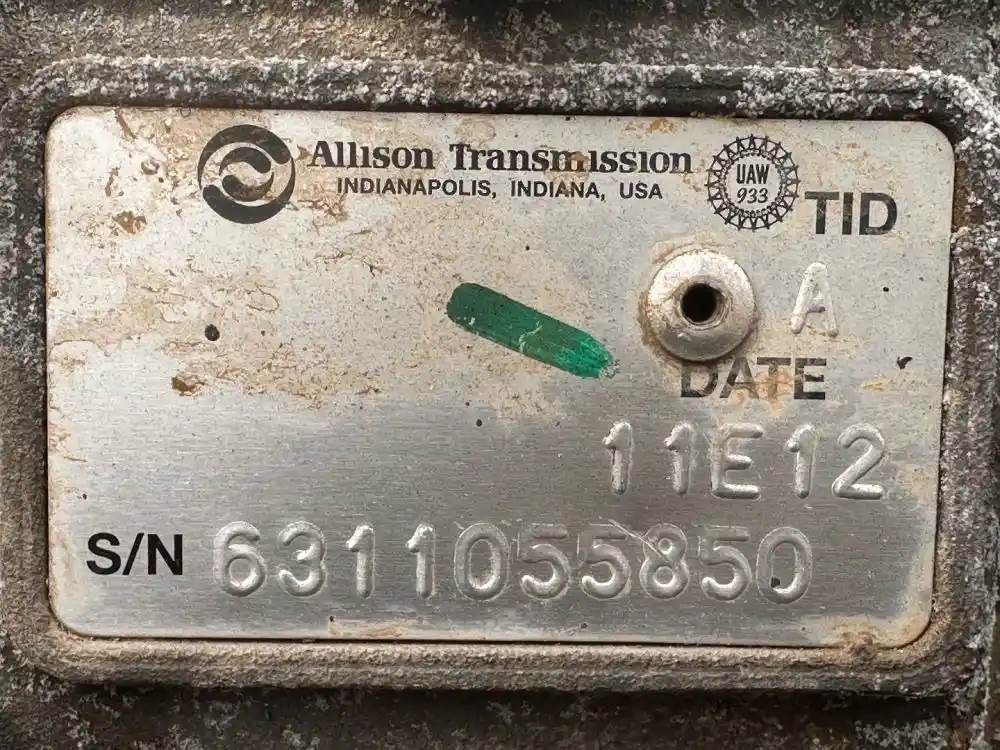 Allison Transmission
INDIANAPOLIS, INDIANA, USA
UAW
933
TID
A
DATE
11E12
S/N 6311055850